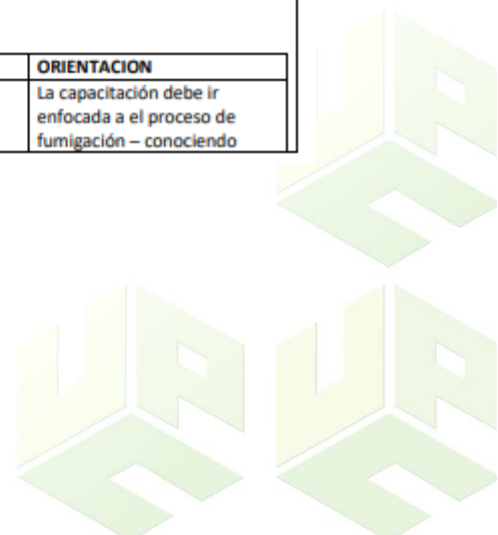 ORIENTACION
La capacitación debe ir
enfocada a el proceso de
fumigación – conociendo